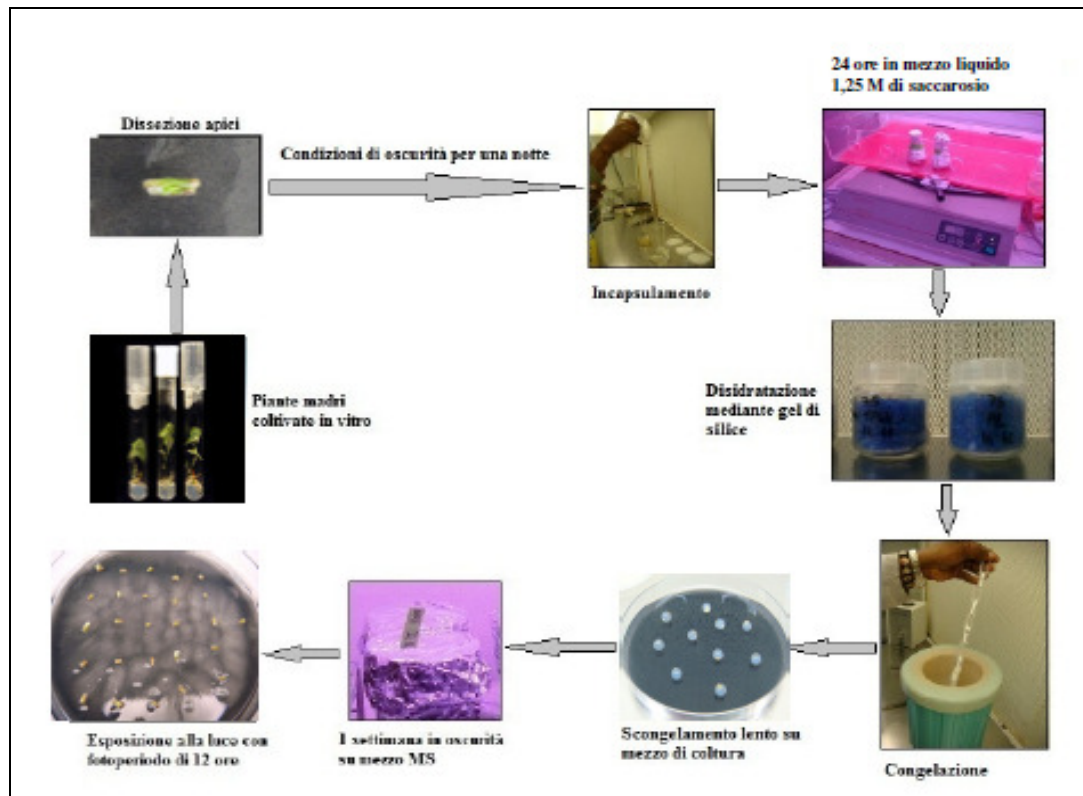 Dissezione apici
Condizioni di oscurità per una notte
24 ore in mezzo liquido
1,25 M di saccarosio
Incapsulamento
Piante madri
coltivate in vitro
Disidratazione
mediante gel di
silice
Esposizione alla luce con
fotoperiodo di 12 ore
1 settimana in oscurità
su mezzo MS
Scongelamento lento su
mezzo di coltura
Congelazione